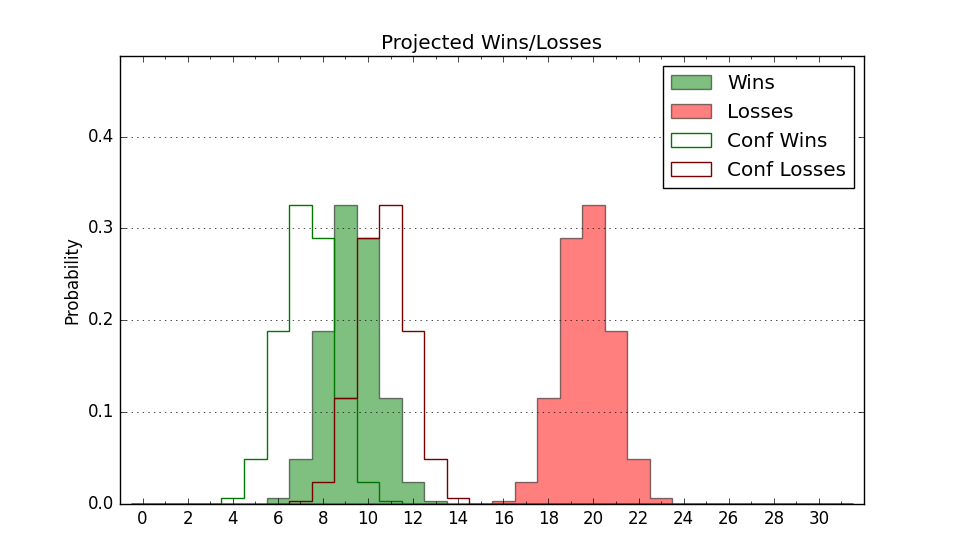 Projected Wins/Losses
Wins
Losses
Conf Wins
Conf Losses
Probability
0.4
0.3
0.2
0.1
0.0
0 2 4 6 8 10 12 14 16 18 20 22 24 26 28 30